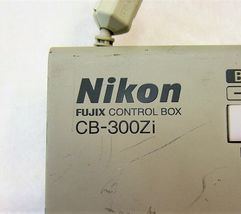 Nikon
FUJIX CONTROL BOX
CB-300Zi